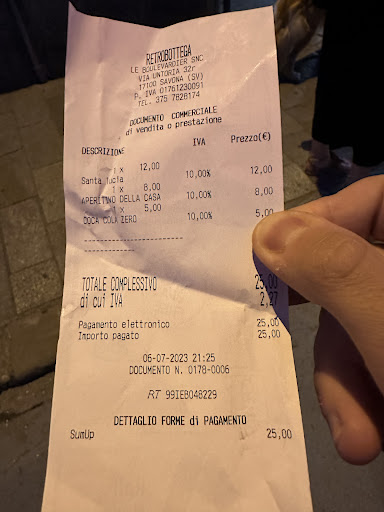 RETROBOTTEGA
LE BOULEVARDIER SNC
VIA UNTORIA 32r
17100 SAVONA (SV)
P. IVA 01761230091
TEL. 375 7828174
DOCUMENTO COMMERCIALE
di vendita o prestazione
DESCRIZIONE IVA Prezzo(€)
1 x 12,00
Santa lucia 10,00% 12,00
1 x 8,00
APERITIVO DELLA CASA 10,00% 8,00
1 x 5,00
COCA COLA ZERO 10,00% 5,00
TOTALE COMPLESSIVO 25,00
di cui IVA 2,27
Pagamento elettronico 25,00
Importo pagato 25,00
06-07-2023 21:25
DOCUMENTO N. 0178-0006
RT 99IEB048229
DETTAGLIO FORME di PAGAMENTO
SumUp 25,00